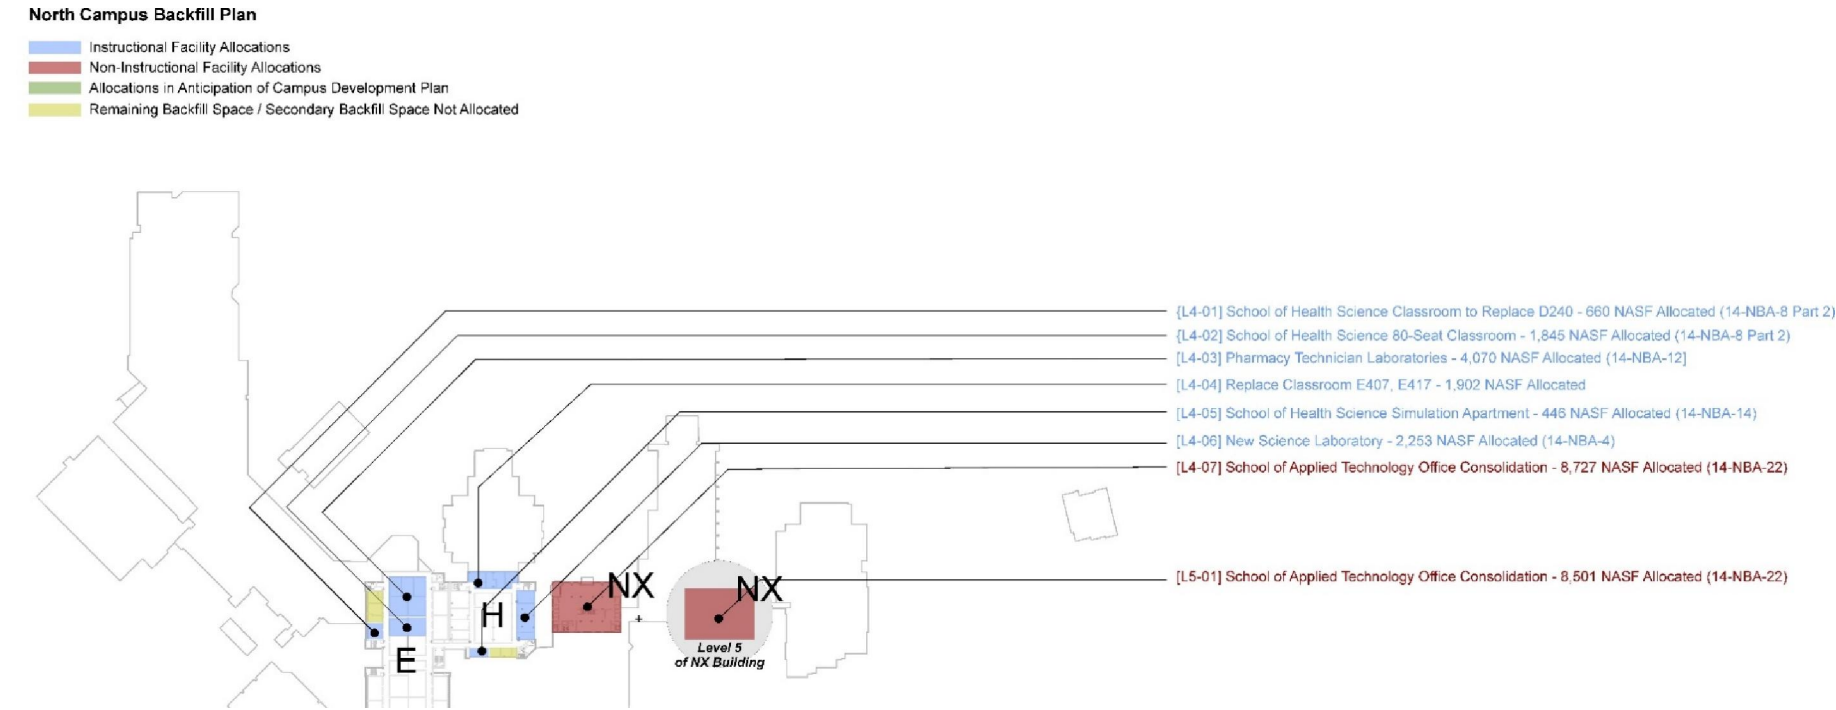 North Campus Backfill Plan
Instructional Facility Allocations
Non-Instructional Facility Allocations
Allocations in Anticipation of Campus Development Plan
Remaining Backfill Space / Secondary Backfill Space Not Allocated
[L4-01] School of Health Science Classroom to Replace D240 - 660 NASF Allocated (14-NBA-8 Part 2)
[L4-02] School of Health Science 80-Seat Classroom - 1,845 NASF Allocated (14-NBA-8 Part 2)
[L4-03] Pharmacy Technician Laboratories - 4,070 NASF Allocated (14-NBA-12]
[L4-04] Replace Classroom E407, E417 - 1,902 NASF Allocated
[L4-05] School of Health Science Simulation Apartment - 446 NASF Allocated (14-NBA-14)
[L4-06] New Science Laboratory - 2,253 NASF Allocated (14-NBA-4)
[L4-07] School of Applied Technology Office Consolidation - 8,727 NASF Allocated (14-NBA-22)
[L5-01] School of Applied Technology Office Consolidation - 8,501 NASF Allocated (14-NBA-22)
NX
NX
H
E
Level 5
of NX Building